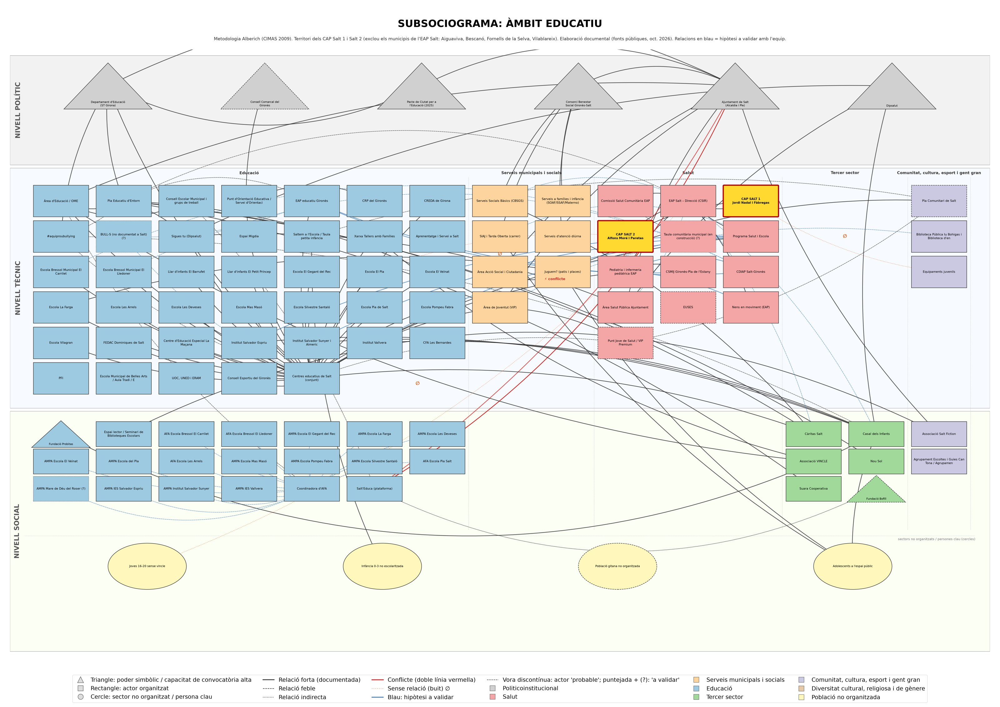 SUBSOCIOGRAMA: ÀMBIT EDUCATIU
Metodologia Alberich (CIMAS 2009). Territori dels CAP Salt 1 i Salt 2 (exclou els municipis de l'EAP Salt: Aiguaviva, Bescanó, Fornells de la Selva, Vilablareix). Elaboració documental (fonts públiques, oct. 2026). Relacions en blau = hipòtesi a validar amb l'equip.
NIVELL POLÍTIC
Departament d'Educació
(ST Girona)
Consell Comarcal del
Gironès
Pacte de Ciutat per a
l'Educació (2025)
Consorci Benestar
Social Gironès-Salt
Ajuntament de Salt
(Alcaldia i Ple)
Dipsalut
NIVELL TÈCNIC
Educació
Serveis municipals i socials
Salut
Tercer sector
Comunitat, cultura, esport i gent gran
Àrea d'Educació / OME
Pla Educatiu d'Entorn
Consell Escolar Municipal i
grups de treball
Punt d'Orientació Educativa /
Servei d'Orientaci
EAP educatiu Gironès
CRP del Gironès
CREDA de Girona
Serveis Socials Bàsics (CBSGS)
Serveis a famílies i infància
(SOAF/SSAF/Materno)
Comissió Salut Comunitària EAP
EAP Salt – Direcció (CSIR)
CAP SALT 1
Jordi Nadal i Fàbregas
Pla Comunitari de Salt
#aquiproubullying
BULL-S (no documentat a Salt)
(?)
Sigues tu (Dipsalut)
Espai Migdia
Saltem a l'Escola / Taula
petita infància
Xarxa Tallers amb Famílies
Aprenentatge i Servei a Salt
SIAJ i Tarda Oberta (carrer)
Serveis d'atenció diürna
CAP SALT 2
Alfons Moré i Paretas
Taula comunitària municipal (en
construcció) (?)
Programa Salut i Escola
∅
Biblioteca Pública Iu Bohigas i
Biblioteca d'en
∅
Escola Bressol Municipal El
Carrilet
Escola Bressol Municipal El
Lledoner
Llar d'infants El Barrufet
Llar d'infants El Petit Príncep
Escola El Gegant del Rec
Escola El Pla
Escola El Veïnat
Àrea Acció Social i Ciutadania
Juguem? (patis i places)
⚡ conflicte
Pediatria i infermeria
pediàtrica EAP
CSMIJ Gironès-Pla de l'Estany
CDIAP Salt-Gironès
Equipaments juvenils
Escola La Farga
Escola Les Arrels
Escola Les Deveses
Escola Mas Masó
Escola Silvestre Santaló
Escola Pia de Salt
Escola Pompeu Fabra
Àrea de Joventut (VIP)
Àrea Salut Pública Ajuntament
EUSES
Nens en moviment (EAP)
Escola Vilagran
FEDAC Dominiques de Salt
Centre d'Educació Especial La
Maçana
Institut Salvador Espriu
Institut Salvador Sunyer i
Aimeric
Institut Vallvera
CFA Les Bernardes
Punt Jove de Salut / VIP
Premium
PFI
Escola Municipal de Belles Arts
/ Aula Tradi / E
UOC, UNED i ERAM
Consell Esportiu del Gironès
Centres educatius de Salt
(conjunt)
∅
NIVELL SOCIAL
Fundació Probitas
Espai lector / Seminari de
Biblioteques Escolars
AFA Escola Bressol El Carrilet
AFA Escola Bressol El Lledoner
AMPA Escola El Gegant del Rec
AMPA Escola La Farga
AMPA Escola Les Deveses
Càritas Salt
Casal dels Infants
Associació Salt Fiction
AMPA Escola El Veïnat
AMPA Escola del Pla
AFA Escola Les Arrels
AMPA Escola Mas Masó
AMPA Escola Pompeu Fabra
AMPA Escola Silvestre Santaló
AFA Escola Pia Salt
Associació VINCLE
Nou Sol
Agrupament Escoltes i Guies Can
Tona / Agrupamen
AMPA Mare de Déu del Roser (?)
AMPA IES Salvador Espriu
AMPA Institut Salvador Sunyer
AMPA IES Vallvera
Coordinadora d'AFA
Salt'Educa (plataforma)
Suara Cooperativa
Fundació Bofill
sectors no organitzats / persones clau (cercles)
Joves 16-20 sense vincle
Infància 0-3 no escolaritzada
Població gitana no organitzada
Adolescents a l'espai públic
Triangle: poder simbòlic / capacitat de convocatòria alta
Rectangle: actor organitzat
Cercle: sector no organitzat / persona clau
Relació forta (documentada)
Relació feble
Relació indirecta
Conflicte (doble línia vermella)
Sense relació (buit) ∅
Blau: hipòtesi a validar
Vora discontínua: actor 'probable'; puntejada + (?): 'a validar'
Politicoinstitucional
Salut
Serveis municipals i socials
Educació
Tercer sector
Comunitat, cultura, esport i gent gran
Diversitat cultural, religiosa i de gènere
Població no organitzada